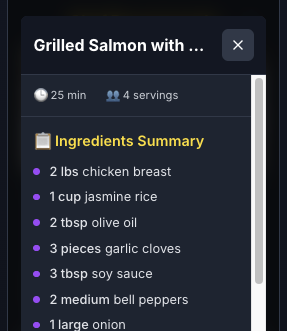 Grilled Salmon with ...
25 min 4 servings
Ingredients Summary
2 lbs chicken breast
1 cup jasmine rice
2 tbsp olive oil
3 pieces garlic cloves
3 tbsp soy sauce
2 medium bell peppers
1 large onion